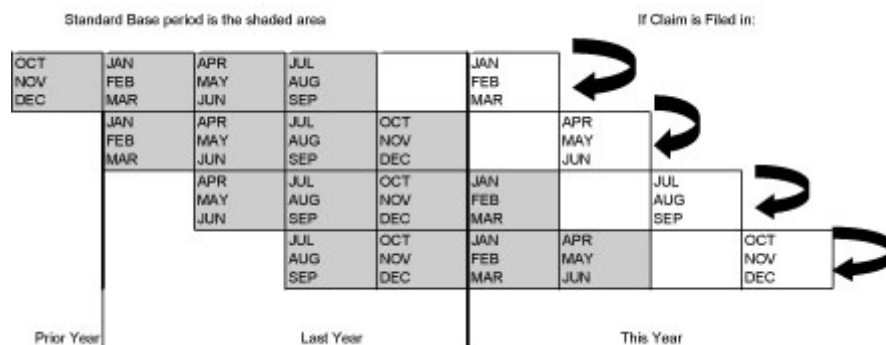 Standard Base period is the shaded area If Claim is Filed in:
OCT JAN APR JUL JAN
NOV FEB MAY AUG FEB
DEC MAR JUN SEP MAR
JAN APR JUL OCT APR
FEB MAY AUG NOV MAY
MAR JUN SEP DEC JUN
APR JUL OCT JAN JUL
MAY AUG NOV FEB AUG
JUN SEP DEC MAR SEP
JUL OCT JAN APR OCT
AUG NOV FEB MAY NOV
SEP DEC MAR JUN DEC
Prior Year Last Year This Year